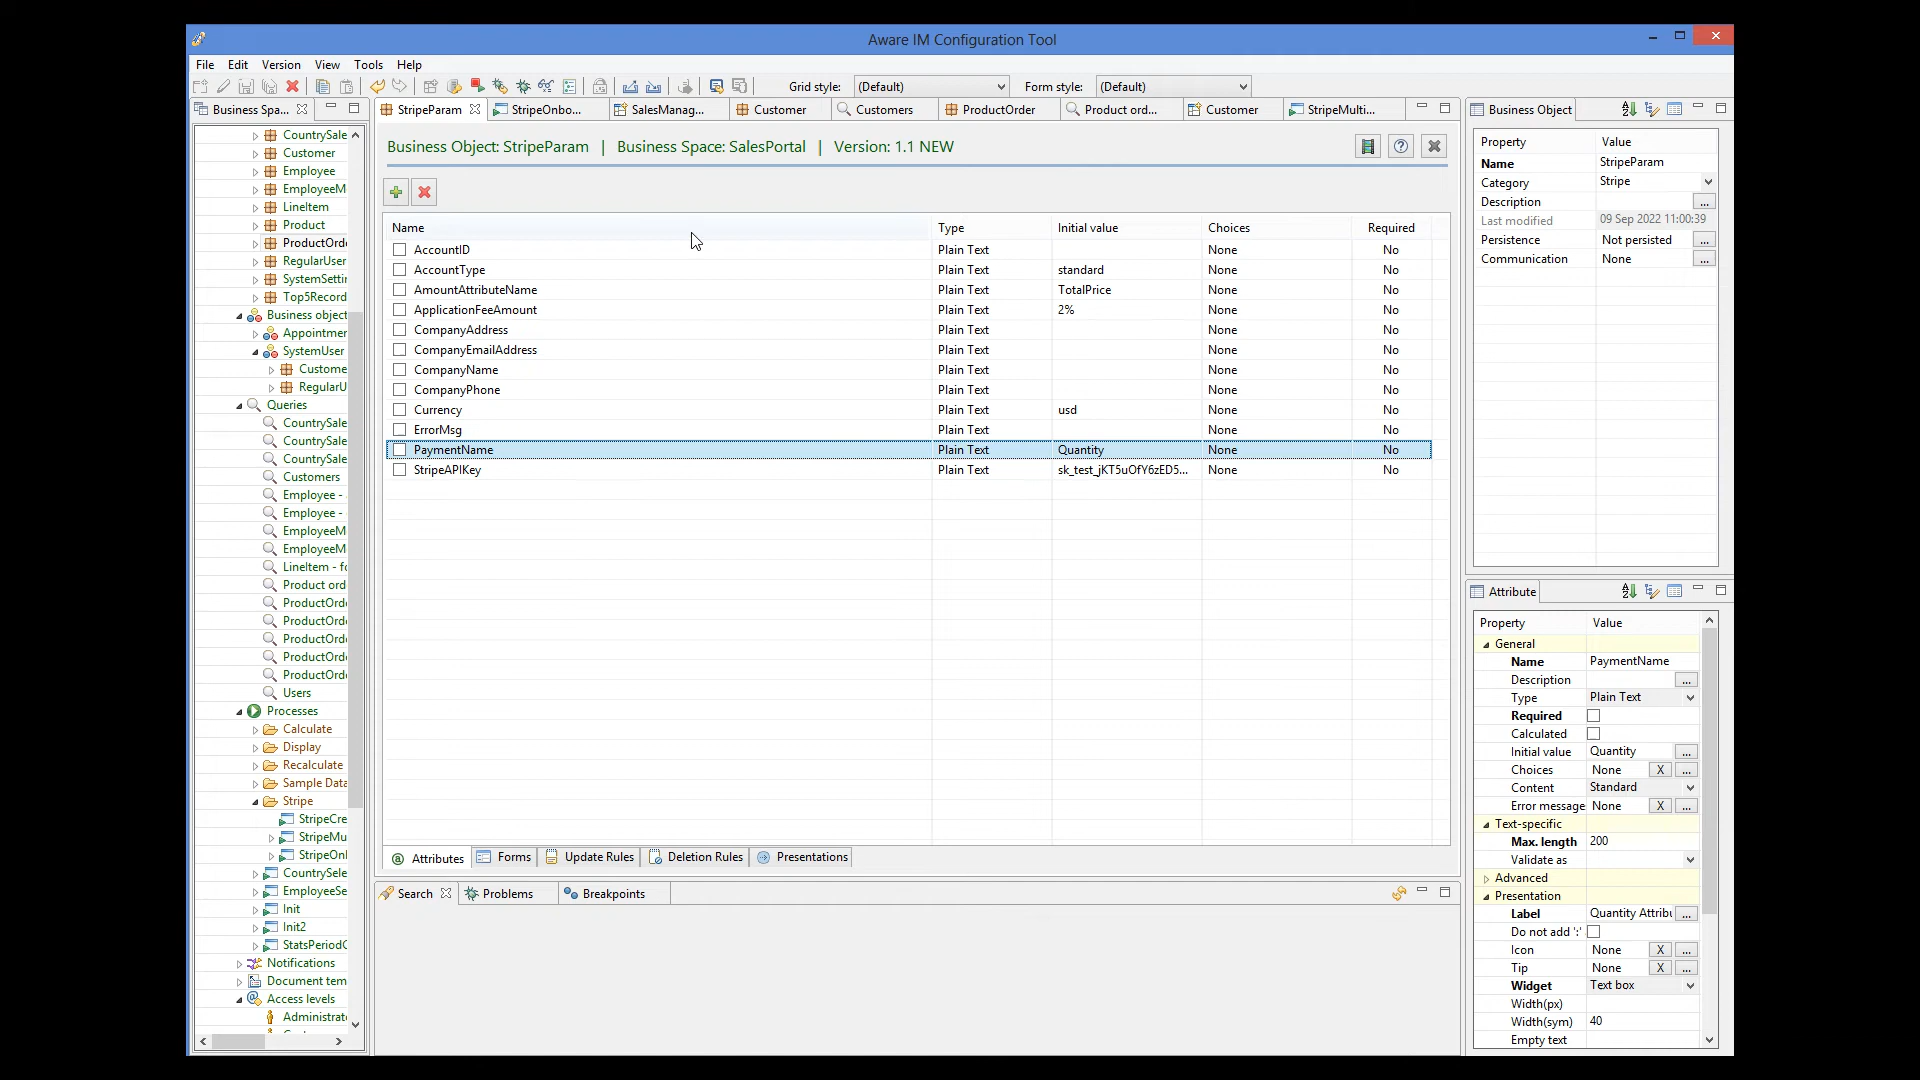 Aware IM Configuration Tool
File Edit Version View Tools Help
Grid style: (Default) Form style: (Default)
Business Spa...
StripeParam StripeOnbo... SalesManag... Customer Customers ProductOrder Product ord... Customer StripeMulti...
Business Object
CountrySale
Customer
Employee
EmployeeM
LineItem
Product
ProductOrd
RegularUser
SystemSetti
Top5Record
Business object
Appointmer
SystemUser
Custome
RegularU
Queries
CountrySale
CountrySale
CountrySale
Customers
Employee -
Employee -
EmployeeM
EmployeeM
LineItem - fo
Product ord
ProductOrd
ProductOrd
ProductOrd
ProductOrd
ProductOrd
Users
Processes
Calculate
Display
Recalculate
Sample Data
Stripe
StripeCre
StripeMu
StripeOnl
CountrySele
EmployeeSe
Init
Init2
StatsPeriod
Notifications
Document tem
Access levels
Administrat
Business Object: StripeParam | Business Space: SalesPortal | Version: 1.1 NEW
Name Type Initial value Choices Required
AccountID Plain Text None No
AccountType Plain Text standard None No
AmountAttributeName Plain Text TotalPrice None No
ApplicationFeeAmount Plain Text 2% None No
CompanyAddress Plain Text None No
CompanyEmailAddress Plain Text None No
CompanyName Plain Text None No
CompanyPhone Plain Text None No
Currency Plain Text usd None No
ErrorMsg Plain Text None No
PaymentName Plain Text Quantity None No
StripeAPIKey Plain Text sk_test_jKT5uOfY6zED5... None No
Attributes Forms Update Rules Deletion Rules Presentations
Search Problems Breakpoints
Property Value
Name StripeParam
Category Stripe
Description ...
Last modified 09 Sep 2022 11:00:39
Persistence Not persisted ...
Communication None ...
Attribute
Property Value
General
Name PaymentName
Description ...
Type Plain Text
Required
Calculated
Initial value Quantity ...
Choices None X ...
Content Standard
Error message None X ...
Text-specific
Max. length 200
Validate as
Advanced
Presentation
Label Quantity Attribu ...
Do not add ':'
Icon None X ...
Tip None X ...
Widget Text box
Width(px)
Width(sym) 40
Empty text